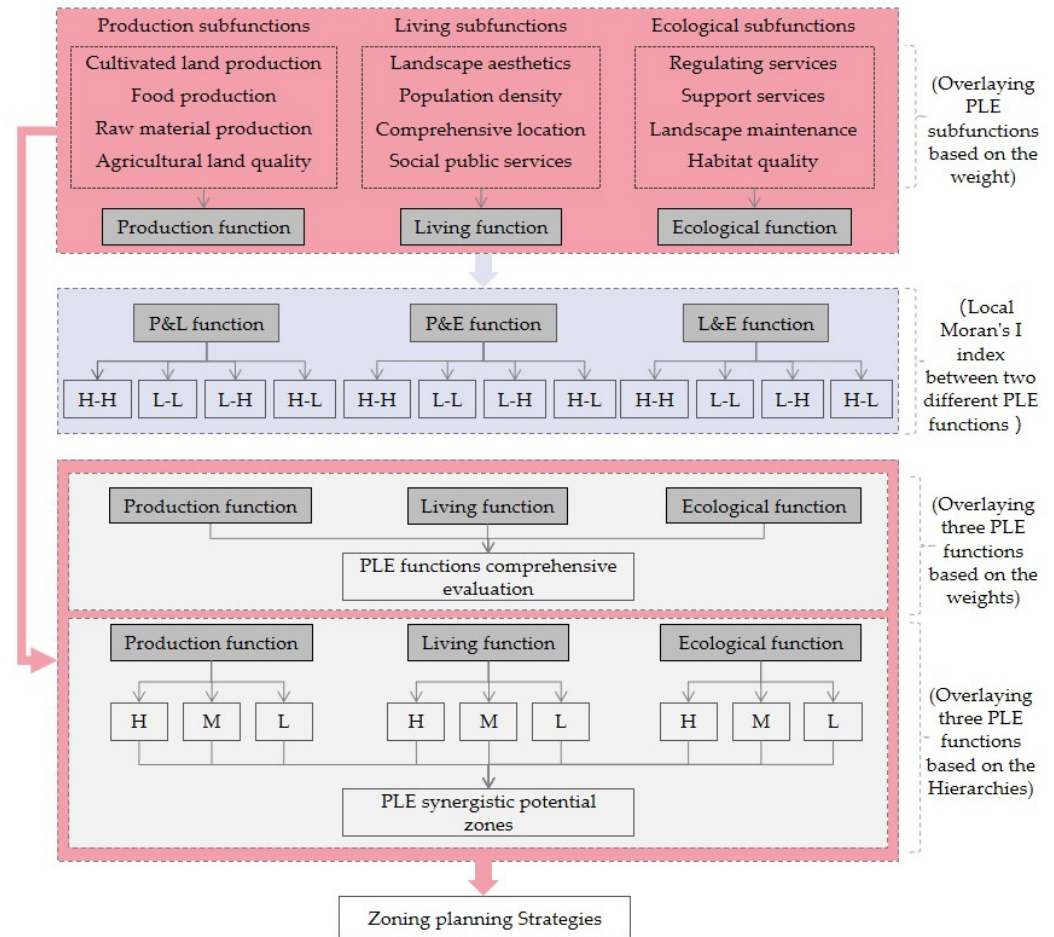 Production subfunctions
Living subfunctions
Ecological subfunctions
Cultivated land production
Food production
Raw material production
Agricultural land quality
Landscape aesthetics
Population density
Comprehensive location
Social public services
Regulating services
Support services
Landscape maintenance
Habitat quality
(Overlaying
PLE
subfunctions
based on the
weight)
Production function
Living function
Ecological function
P&L function
P&E function
L&E function
H-H
L-L
L-H
H-L
H-H
L-L
L-H
H-L
H-H
L-L
L-H
H-L
(Local
Moran's I
index
between two
different PLE
functions )
Production function
Living function
Ecological function
PLE functions comprehensive
evaluation
(Overlaying
three PLE
functions
based on the
weights)
Production function
Living function
Ecological function
H
M
L
H
M
L
H
M
L
PLE synergistic potential
zones
(Overlaying
three PLE
functions
based on the
Hierarchies)
Zoning planning Strategies